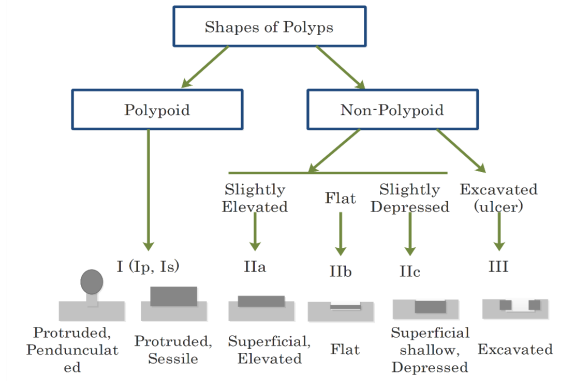 Shapes of Polyps
Polypoid
Non-Polypoid
Slightly
Elevated
Flat
Slightly
Depressed
Excavated
(ulcer)
I (Ip, Is)
IIa
IIb
IIc
III
Protruded,
Pendunculat
ed
Protruded,
Sessile
Superficial,
Elevated
Flat
Superficial
shallow,
Depressed
Excavated